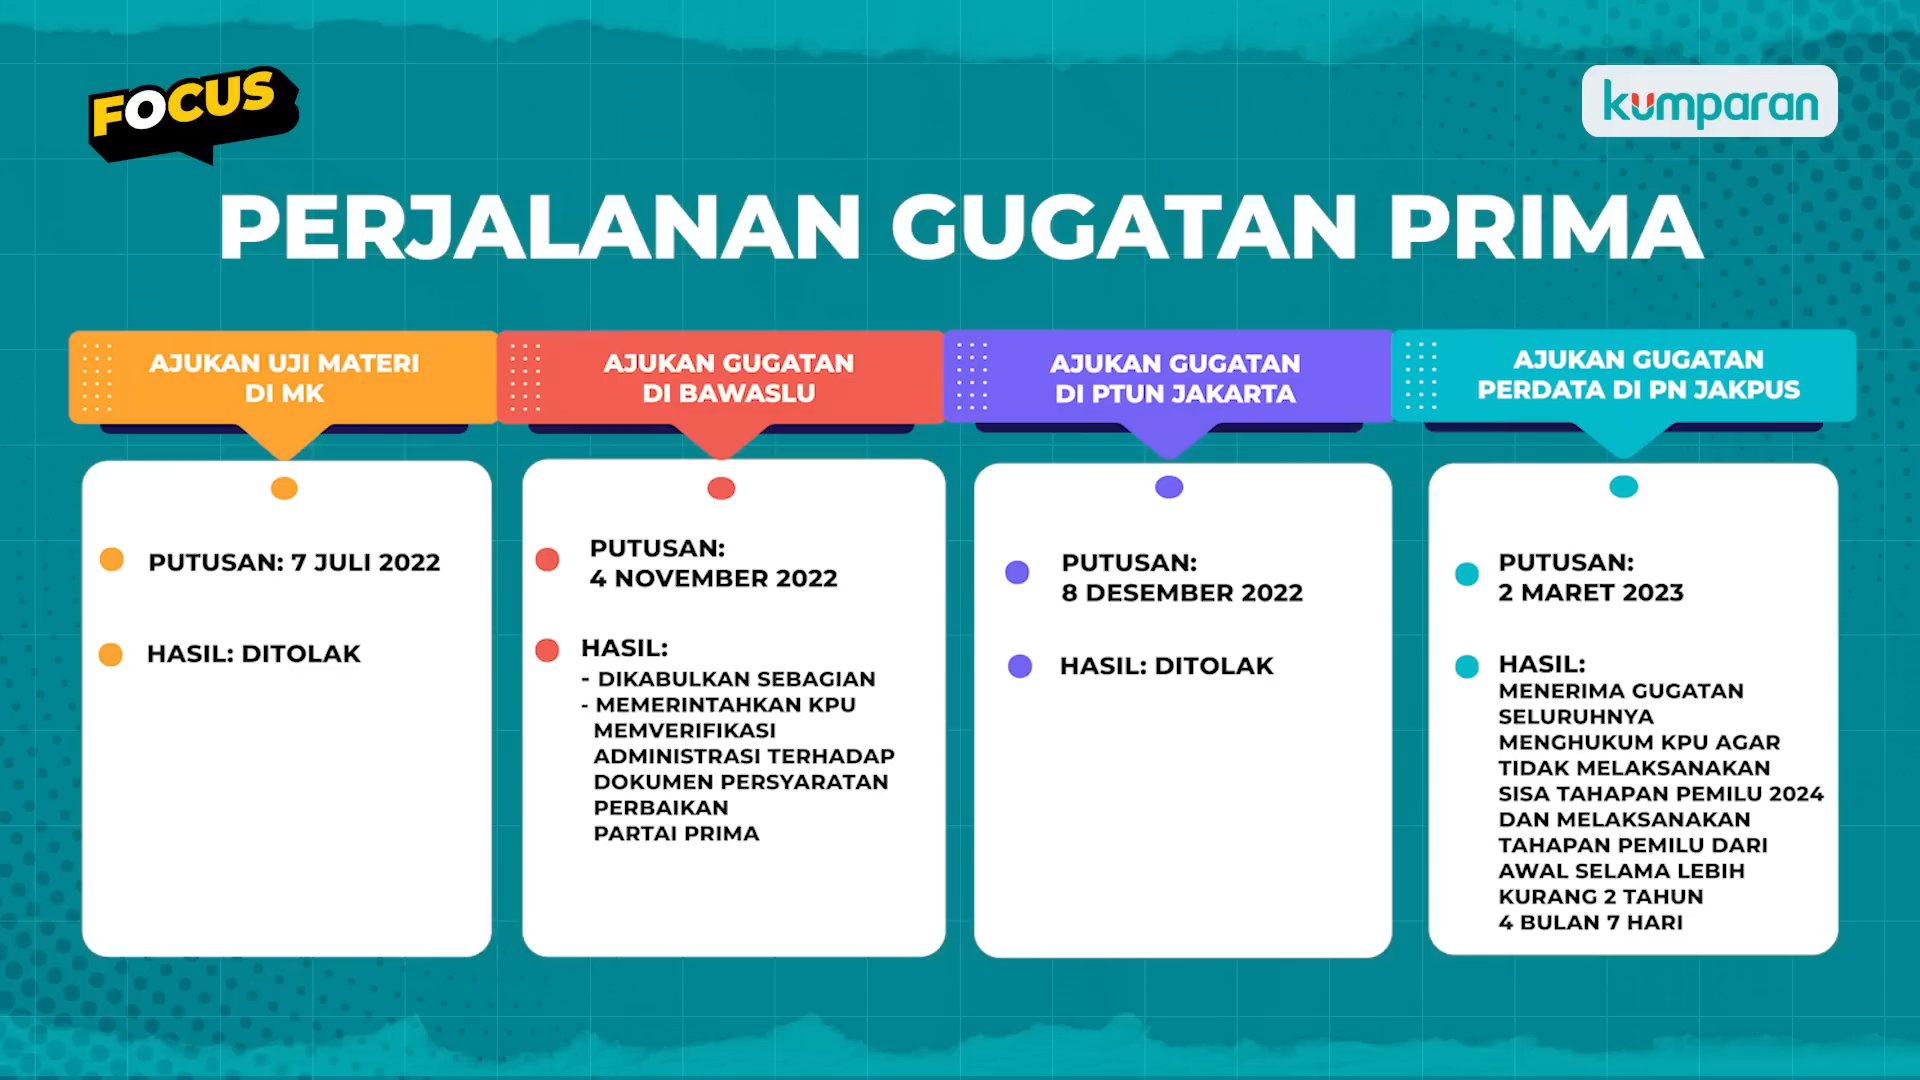 FOCUS
kumparan
PERJALANAN GUGATAN PRIMA
AJUKAN UJI MATERI
DI MK
PUTUSAN: 7 JULI 2022
HASIL: DITOLAK
AJUKAN GUGATAN
DI BAWASLU
PUTUSAN:
4 NOVEMBER 2022
HASIL:
- DIKABULKAN SEBAGIAN
- MEMERINTAHKAN KPU
MEMVERIFIKASI
ADMINISTRASI TERHADAP
DOKUMEN PERSYARATAN
PERBAIKAN
PARTAI PRIMA
AJUKAN GUGATAN
DI PTUN JAKARTA
PUTUSAN:
8 DESEMBER 2022
HASIL: DITOLAK
AJUKAN GUGATAN
PERDATA DI PN JAKPUS
PUTUSAN:
2 MARET 2023
HASIL:
MENERIMA GUGATAN
SELURUHNYA
MENGHUKUM KPU AGAR
TIDAK MELAKSANAKAN
SISA TAHAPAN PEMILU 2024
DAN MELAKSANAKAN
TAHAPAN PEMILU DARI
AWAL SELAMA LEBIH
KURANG 2 TAHUN
4 BULAN 7 HARI